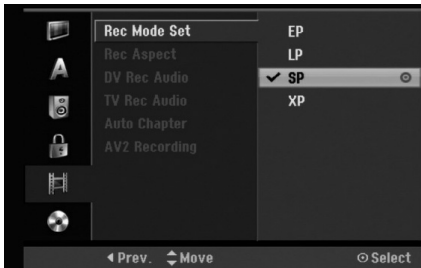 Rec Mode Set
Rec Aspect
DV Rec Audio
TV Rec Audio
Auto Chapter
AV2 Recording
EP
LP
SP
XP
A
Prev. Move Select